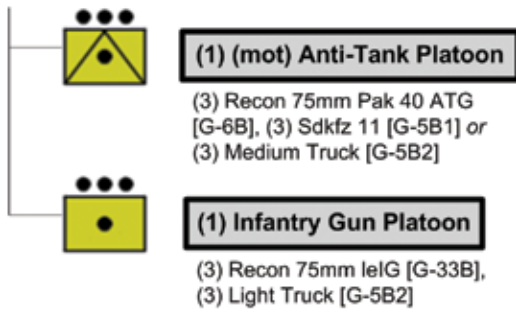 (1) (mot) Anti-Tank Platoon
(3) Recon 75mm Pak 40 ATG
[G-6B], (3) Sdkfz 11 [G-5B1] or
(3) Medium Truck [G-5B2]
(1) Infantry Gun Platoon
(3) Recon 75mm leIG [G-33B],
(3) Light Truck [G-5B2]